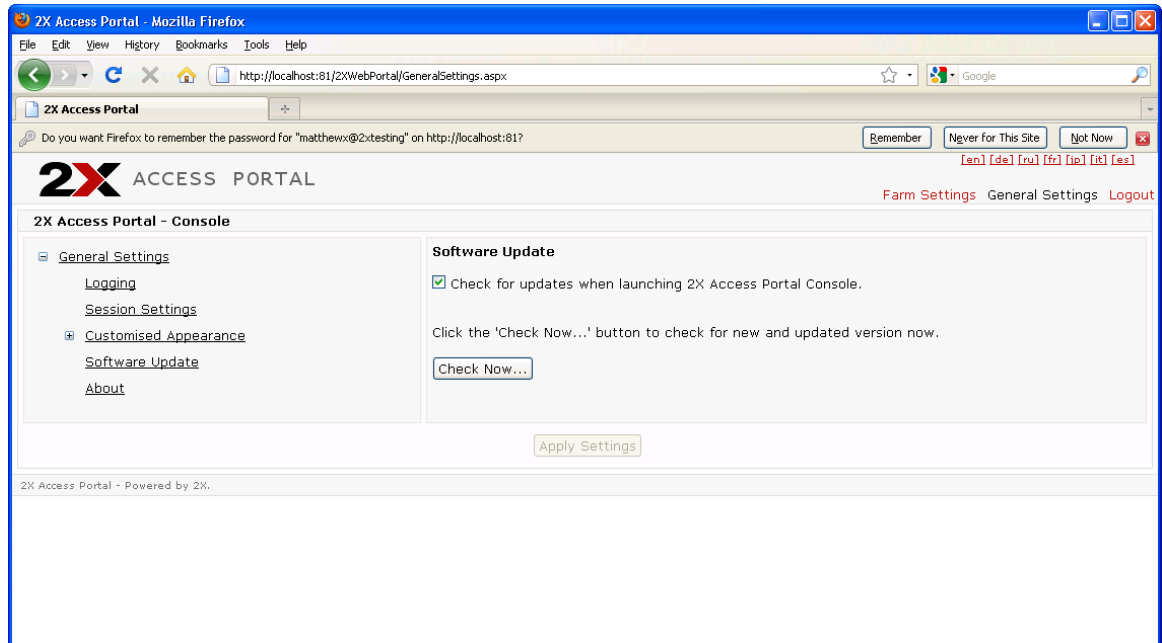 2X Access Portal - Mozilla Firefox
File Edit View History Bookmarks Tools Help
http://localhost:81/2XWebPortal/GeneralSettings.aspx
Google
2X Access Portal
Do you want Firefox to remember the password for "matthewx@2xtesting" on http://localhost:81?
Remember Never for This Site Not Now
[en] [de] [ru] [fr] [jp] [it] [es]
2X ACCESS PORTAL
Farm Settings General Settings Logout
2X Access Portal - Console
General Settings
Logging
Session Settings
Customised Appearance
Software Update
About
Software Update
Check for updates when launching 2X Access Portal Console.
Click the 'Check Now...' button to check for new and updated version now.
Check Now...
Apply Settings
2X Access Portal - Powered by 2X.